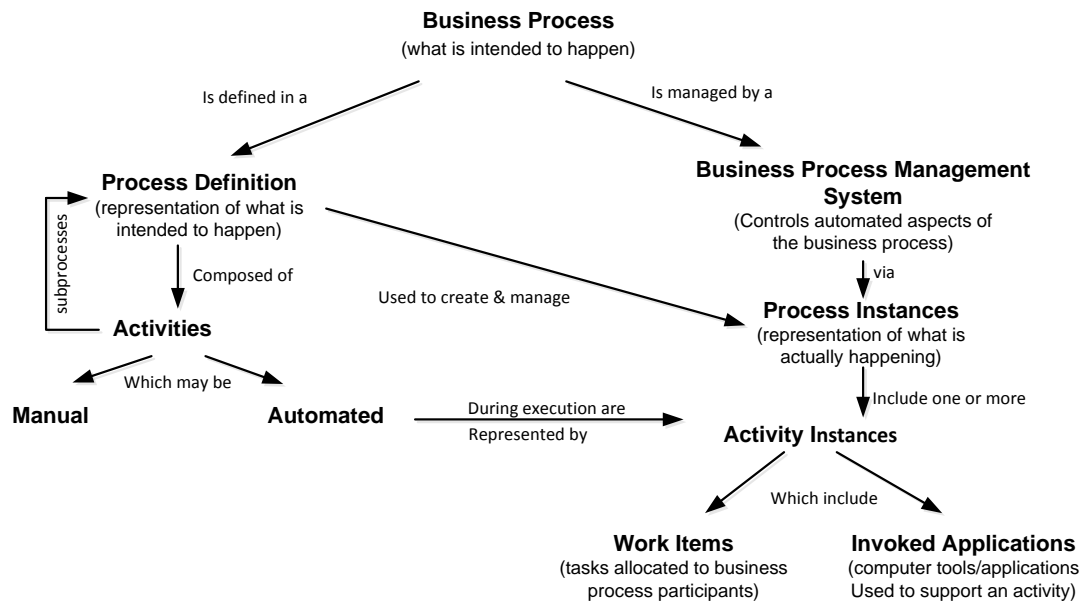 Business Process
(what is intended to happen)
Is defined in a
Is managed by a
Process Definition
(representation of what is
intended to happen)
Business Process Management
System
(Controls automated aspects of
the business process)
subprocesses
Composed of
via
Used to create & manage
Process Instances
(representation of what is
actually happening)
Activities
Which may be
Include one or more
Manual
Automated
During execution are
Represented by
Activity Instances
Which include
Work Items
(tasks allocated to business
process participants)
Invoked Applications
(computer tools/applications
Used to support an activity)